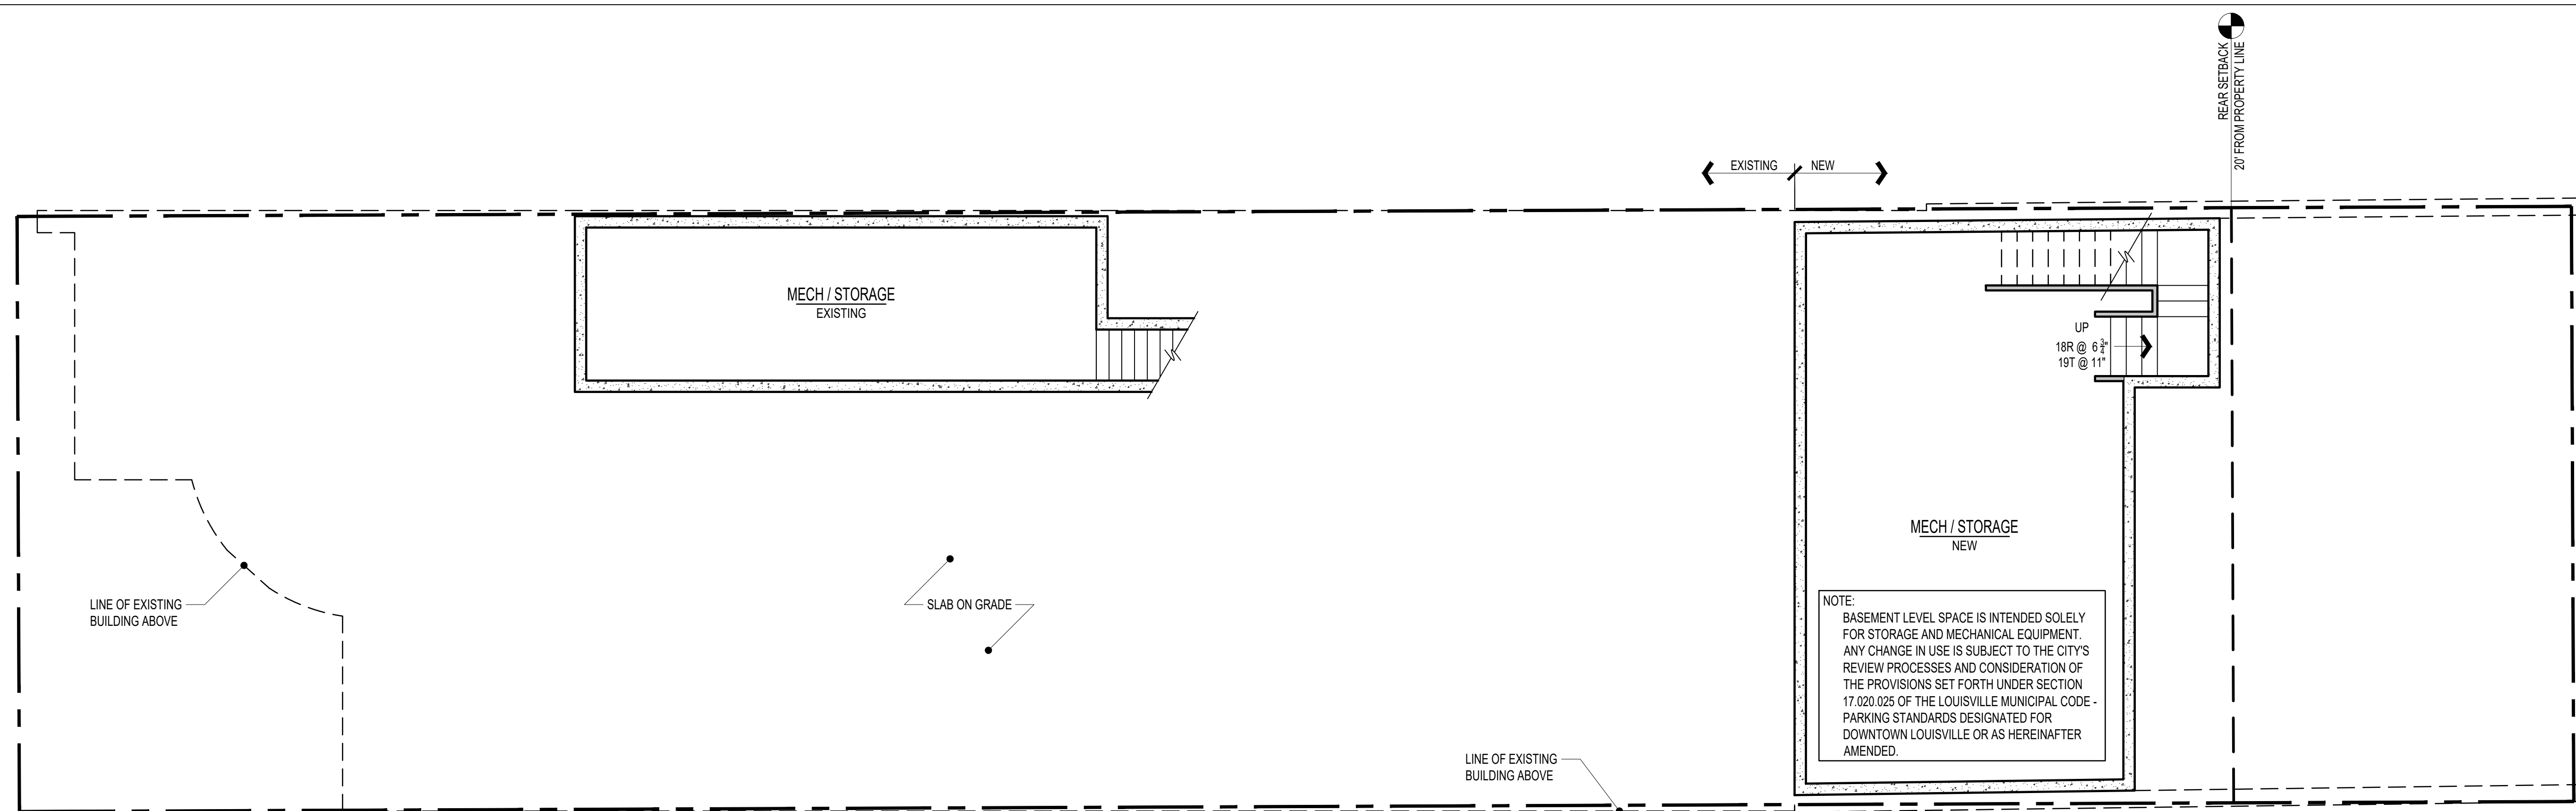 REAR SETBACK
20' FROM PROPERTY LINE
EXISTING
NEW
MECH / STORAGE
EXISTING
UP
18R @ 6 3/4"
19T @ 11"
MECH / STORAGE
NEW
LINE OF EXISTING
BUILDING ABOVE
SLAB ON GRADE
NOTE:
BASEMENT LEVEL SPACE IS INTENDED SOLELY
FOR STORAGE AND MECHANICAL EQUIPMENT.
ANY CHANGE IN USE IS SUBJECT TO THE CITY'S
REVIEW PROCESSES AND CONSIDERATION OF
THE PROVISIONS SET FORTH UNDER SECTION
17.020.025 OF THE LOUISVILLE MUNICIPAL CODE -
PARKING STANDARDS DESIGNATED FOR
DOWNTOWN LOUISVILLE OR AS HEREINAFTER
AMENDED.
LINE OF EXISTING
BUILDING ABOVE